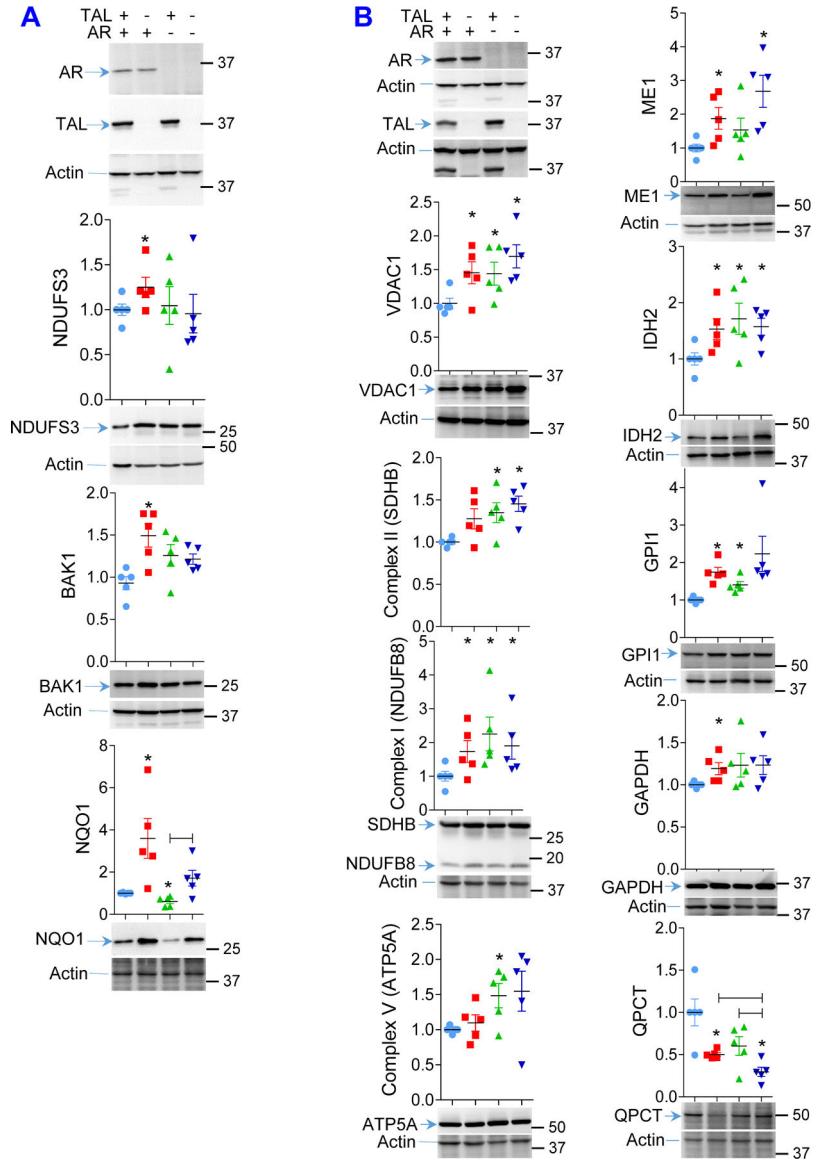 A
TAL + - + -
AR + + - -
AR
37
TAL
37
Actin
37
NDUFS3
2.0
1.5
1.0
0.5
0.0
*
NDUFS3
25
50
Actin
37
BAK1
2.0
1.5
1.0
0.5
0.0
*
BAK1
25
Actin
37
NQO1
8
6
4
2
0
*
*
NQO1
25
Actin
37
B
TAL + - + -
AR + + - -
AR
37
Actin
37
TAL
37
Actin
37
VDAC1
2.0
1.5
1.0
0.5
0.0
* * *
VDAC1
37
Actin
37
Complex II (SDHB)
2.0
1.5
1.0
0.5
0.0
* *
Complex I (NDUFB8)
5
4
3
2
1
0
* * *
SDHB
25
NDUFB8
20
Actin
37
Complex V (ATP5A)
2.5
2.0
1.5
1.0
0.5
0.0
*
ATP5A
50
Actin
37
ME1
5
4
3
2
1
0
* *
ME1
50
Actin
37
IDH2
3
2
1
0
* * *
IDH2
50
Actin
37
GPI1
5
4
3
2
1
0
* *
GPI1
50
Actin
37
GAPDH
2.0
1.5
1.0
0.5
0.0
*
GAPDH
37
Actin
37
QPCT
2.0
1.5
1.0
0.5
0.0
* *
QPCT
50
Actin
37